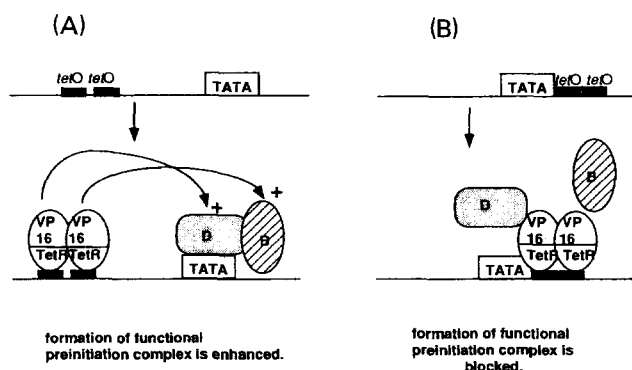 (A)
tetO tetO
TATA
+
+
VP VP
16 16
TetR TetR
D
B
TATA
formation of functional
preinitiation complex is enhanced.
(B)
TATA
tetO tetO
B
D
VP VP
16 16
TetR TetR
TATA
formation of functional
preinitiation complex is
blocked.